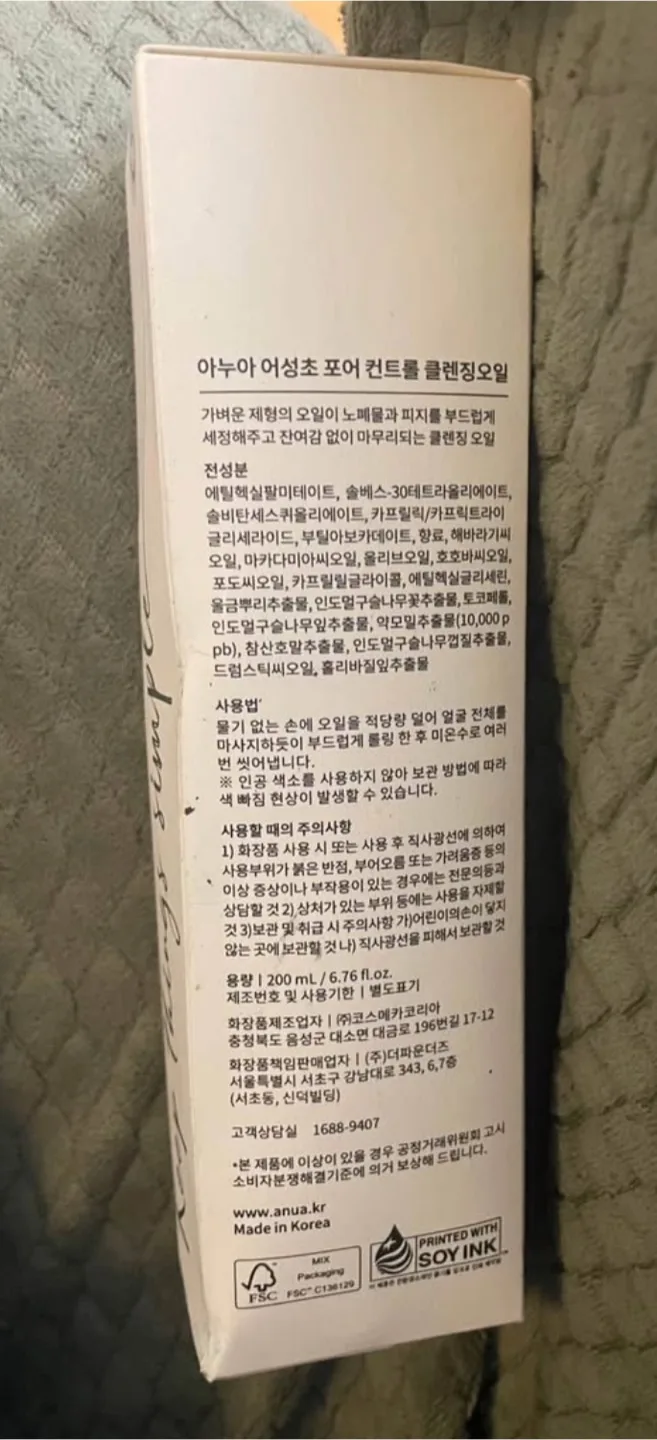 아누아 어성초 포어 컨트롤 클렌징오일
가벼운 제형의 오일이 노폐물과 피지를 부드럽게
세정해주고 잔여감 없이 마무리되는 클렌징 오일
전성분
에틸헥실팔미테이트, 솔베스-30테트라올리에이트,
솔비탄세스퀴올리에이트, 카프릴릭/카프릭트라이
글리세라이드, 부틸아보카데이트, 향료, 해바라기씨
오일, 마카다미아씨오일, 올리브오일, 호호바씨오일,
포도씨오일, 카프릴릴글라이콜, 에틸헥실글리세린,
울금뿌리추출물, 인도멀구슬나무꽃추출물, 토코페롤,
인도멀구슬나무잎추출물, 약모밀추출물(10,000 p
pb), 참산호말추출물, 인도멀구슬나무껍질추출물,
드럼스틱씨오일, 홀리바질잎추출물
사용법
물기 없는 손에 오일을 적당량 덜어 얼굴 전체를
마사지하듯이 부드럽게 롤링 한 후 미온수로 여러
번 씻어냅니다.
※ 인공 색소를 사용하지 않아 보관 방법에 따라
색 빠짐 현상이 발생할 수 있습니다.
사용할 때의 주의사항
1) 화장품 사용 시 또는 사용 후 직사광선에 의하여
사용부위가 붉은 반점, 부어오름 또는 가려움증 등의
이상 증상이나 부작용이 있는 경우에는 전문의등과
상담할 것 2) 상처가 있는 부위 등에는 사용을 자제할
것 3)보관 및 취급 시 주의사항 가)어린이의손이 닿지
않는 곳에 보관할 것 나) 직사광선을 피해서 보관할 것
용량 | 200 mL / 6.76 fl.oz.
제조번호 및 사용기한 | 별도표기
화장품제조업자 | ㈜코스메카코리아
충청북도 음성군 대소면 대금로 196번길 17-12
화장품책임판매업자 | (주)더파운더즈
서울특별시 서초구 강남대로 343, 6,7층
(서초동, 신덕빌딩)
고객상담실 1688-9407
•본 제품에 이상이 있을 경우 공정거래위원회 고시
소비자분쟁해결기준에 의거 보상해 드립니다.
www.anua.kr
Made in Korea
FSC
MIX
Packaging
FSC™ C136129
PRINTED WITH
SOY INK